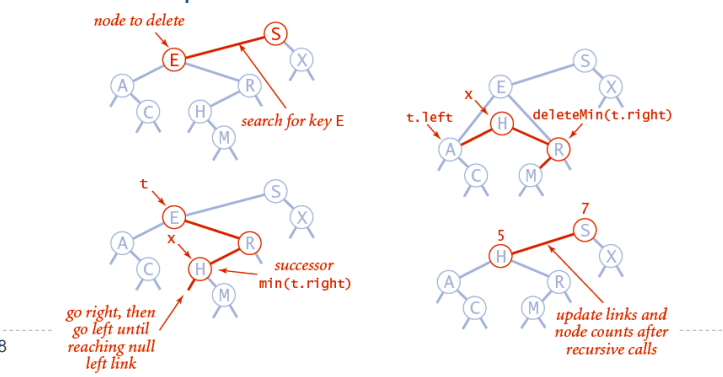 node to delete
S
E
X
A
R
C
H
M
search for key E
S
E
X
x
t.left
H
deleteMin(t.right)
A
R
C
M
t
S
E
X
x
A
R
C
H
successor
min(t.right)
M
go right, then
go left until
reaching null
left link
7
5
S
H
X
A
R
C
M
update links and
node counts after
recursive calls
8